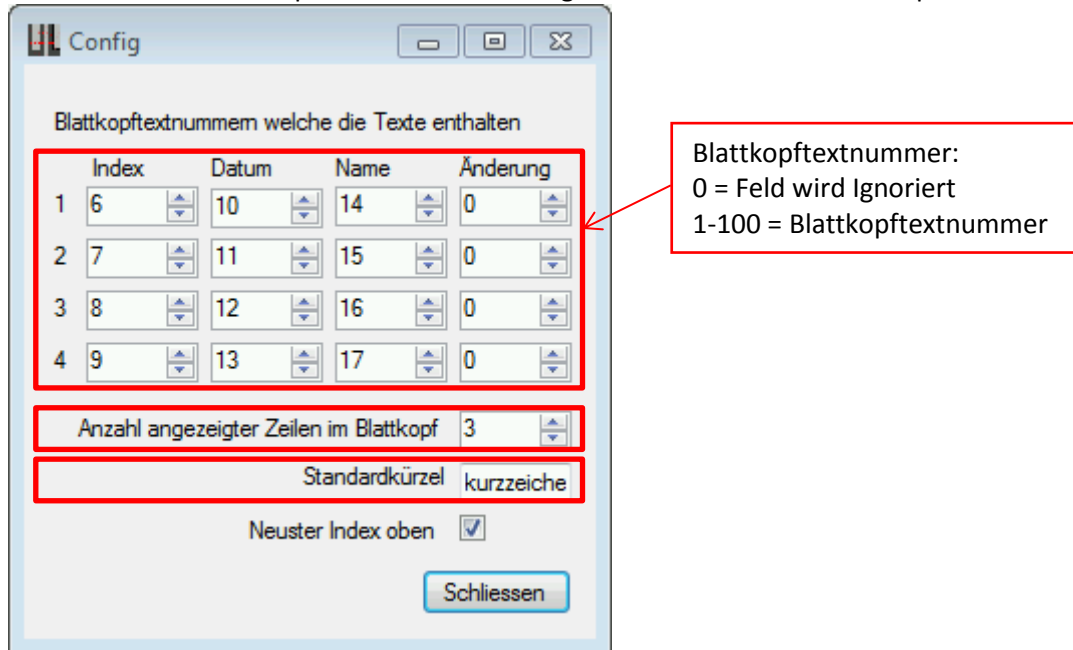 Config
Blattkopftextnummern welche die Texte enthalten
Index Datum Name Änderung
1 6 10 14 0
2 7 11 15 0
3 8 12 16 0
4 9 13 17 0
Anzahl angezeigter Zeilen im Blattkopf 3
Standardkürzel kurzzeiche
Neuster Index oben
Schliessen
Blattkopftextnummer:
0 = Feld wird Ignoriert
1-100 = Blattkopftextnummer